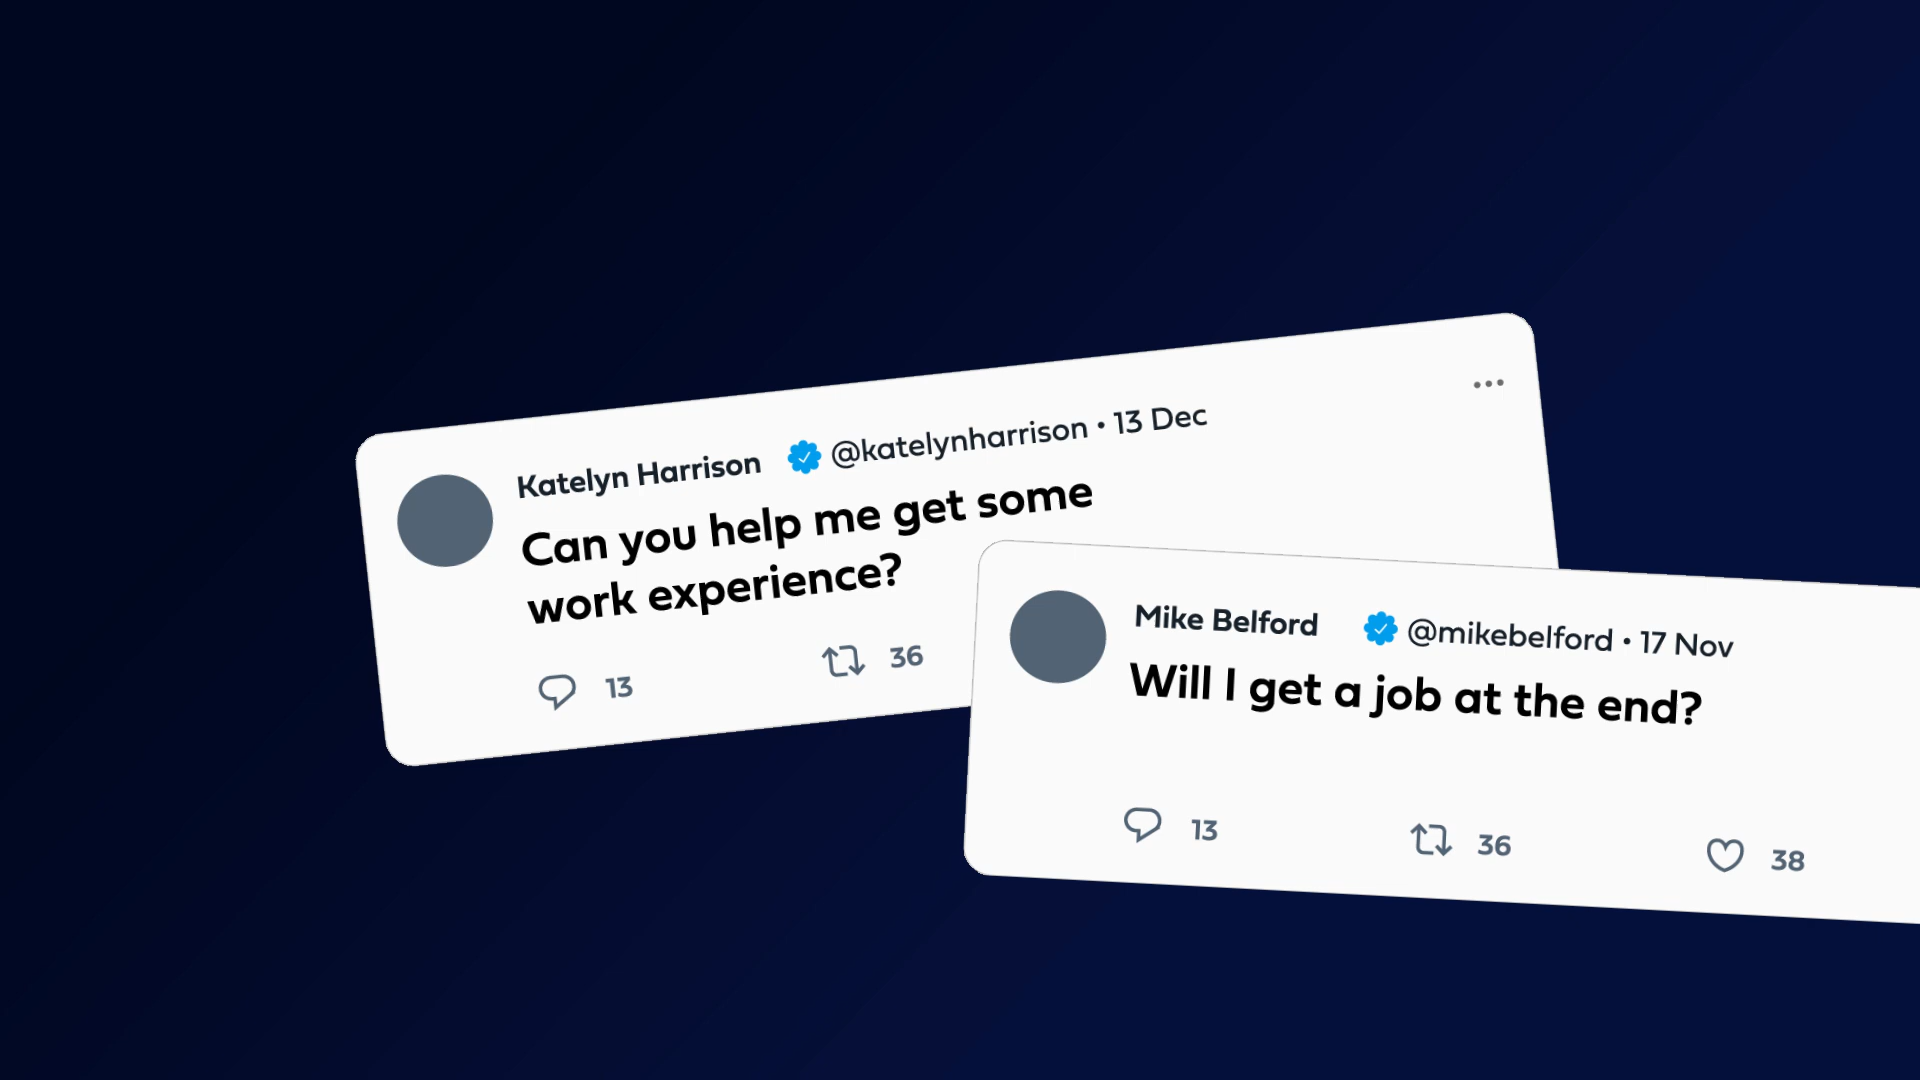 Katelyn Harrison @katelynharrison • 13 Dec
Can you help me get some
work experience?
13 36
Mike Belford @mikebelford • 17 Nov
Will I get a job at the end?
13 36 38